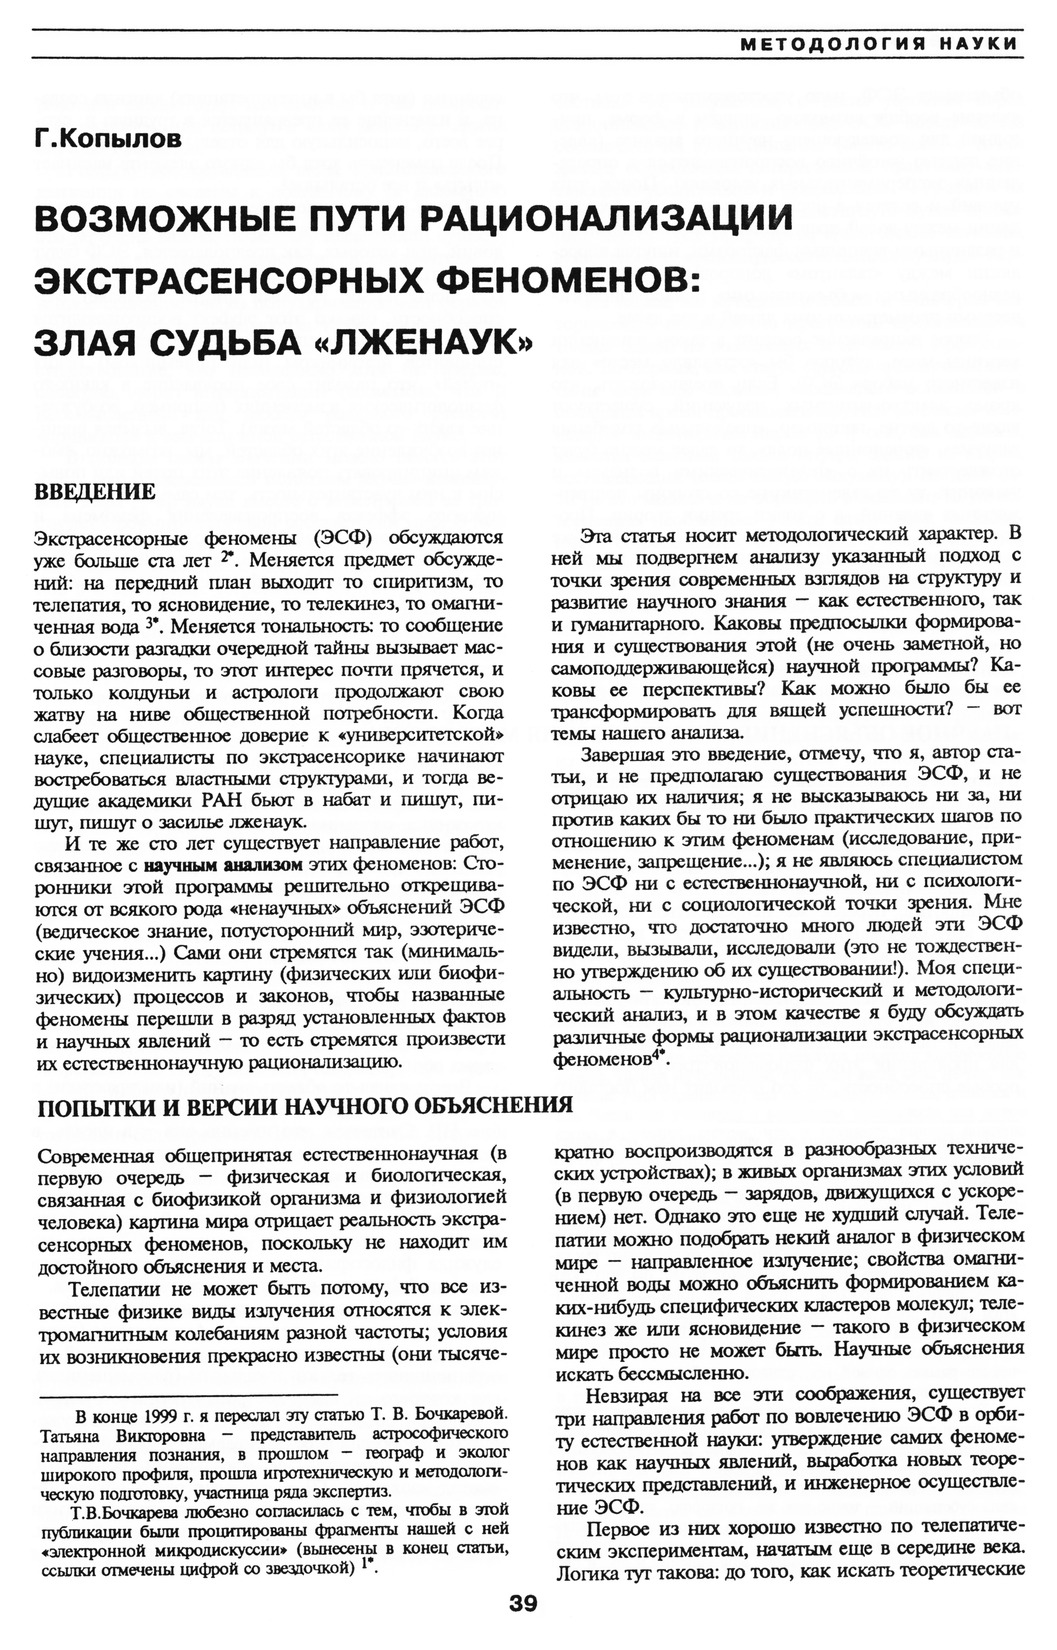 МЕТОДОЛОГИЯ НАУКИ
Г.Копылов
ВОЗМОЖНЫЕ ПУТИ РАЦИОНАЛИЗАЦИИ
ЭКСТРАСЕНСОРНЫХ ФЕНОМЕНОВ:
ЗЛАЯ СУДЬБА «ЛЖЕНАУК»
ВВЕДЕНИЕ
Экстрасенсорные феномены (ЭСФ) обсуждаются
уже больше ста лет 2*. Меняется предмет обсужде-
ний: на передний план выходит то спиритизм, то
телепатия, то ясновидение, то телекинез, то омагни-
ченная вода 3*. Меняется тональность: то сообщение
о близости разгадки очередной тайны вызывает мас-
совые разговоры, то этот интерес почти прячется, и
только колдуньи и астрологи продолжают свою
жатву на ниве общественной потребности. Когда
слабеет общественное доверие к «университетской»
науке, специалисты по экстрасенсорике начинают
востребоваться властными структурами, и тогда ве-
дущие академики РАН бьют в набат и пишут, пи-
шут, пишут о засилье лженаук.
И те же сто лет существует направление работ,
связанное с научным анализом этих феноменов: Сто-
ронники этой программы решительно открещива-
ются от всякого рода «ненаучных» объяснений ЭСФ
(ведическое знание, потусторонний мир, эзотериче-
ские учения...) Сами они стремятся так (минималь-
но) видоизменить картину (физических или биофи-
зических) процессов и законов, чтобы названные
феномены перешли в разряд установленных фактов
и научных явлений — то есть стремятся произвести
их естественнонаучную рационализацию.
Эта статья носит методологический характер. В
ней мы подвергнем анализу указанный подход с
точки зрения современных взглядов на структуру и
развитие научного знания — как естественного, так
и гуманитарного. Каковы предпосылки формирова-
ния и существования этой (не очень заметной, но
самоподдерживающейся) научной программы? Ка-
ковы ее перспективы? Как можно было бы ее
трансформировать для вящей успешности? — вот
темы нашего анализа.
Завершая это введение, отмечу, что я, автор ста-
тьи, и не предполагаю существования ЭСФ, и не
отрицаю их наличия; я не высказываюсь ни за, ни
против каких бы то ни было практических шагов по
отношению к этим феноменам (исследование, при-
менение, запрещение...); я не являюсь специалистом
по ЭСФ ни с естественнонаучной, ни с психологи-
ческой, ни с социологической точки зрения. Мне
известно, что достаточно много людей эти ЭСФ
видели, вызывали, исследовали (это не тождествен-
но утверждению об их существовании!). Моя специ-
альность — культурно-исторический и методологи-
ческий анализ, и в этом качестве я буду обсуждать
различные формы рационализации экстрасенсорных
феноменов4*.
ПОПЫТКИ И ВЕРСИИ НАУЧНОГО ОБЪЯСНЕНИЯ
Современная общепринятая естественнонаучная (в
первую очередь — физическая и биологическая,
связанная с биофизикой организма и физиологией
человека) картина мира отрицает реальность экстра-
сенсорных феноменов, поскольку не находит им
достойного объяснения и места.
Телепатии не может быть потому, что все из-
вестные физике виды излучения относятся к элек-
тромагнитным колебаниям разной частоты; условия
их возникновения прекрасно известны (они тысяче-
кратно воспроизводятся в разнообразных техниче-
ских устройствах); в живых организмах этих условий
(в первую очередь — зарядов, движущихся с ускоре-
нием) нет. Однако это еще не худший случай. Теле-
патии можно подобрать некий аналог в физическом
мире — направленное излучение; свойства омагни-
ченной воды можно объяснить формированием ка-
ких-нибудь специфических кластеров молекул; теле-
кинез же или ясновидение — такого в физическом
мире просто не может быть. Научные объяснения
искать бессмысленно.
Невзирая на все эти соображения, существует
три направления работ по вовлечению ЭСФ в орби-
ту естественной науки: утверждение самих феноме-
нов как научных явлений, выработка новых теоре-
тических представлений, и инженерное осуществле-
ние ЭСФ.
Первое из них хорошо известно по телепатиче-
ским экспериментам, начатым еще в середине века.
Логика тут такова: до того, как искать теоретические
В конце 1999 г. я переслал эту статью Т. В. Бочкаревой.
Татьяна Викторовна — представитель астрософического
направления познания, в прошлом — географ и эколог
широкого профиля, прошла игротехническую и методологи-
ческую подготовку, участница ряда экспертиз.
Т.В.Бочкарева любезно согласилась с тем, чтобы в этой
публикации были процитированы фрагменты нашей с ней
«электронной микродискуссии» (вынесены в конец статьи,
ссылки отмечены цифрой со звездочкой) 1*.
39